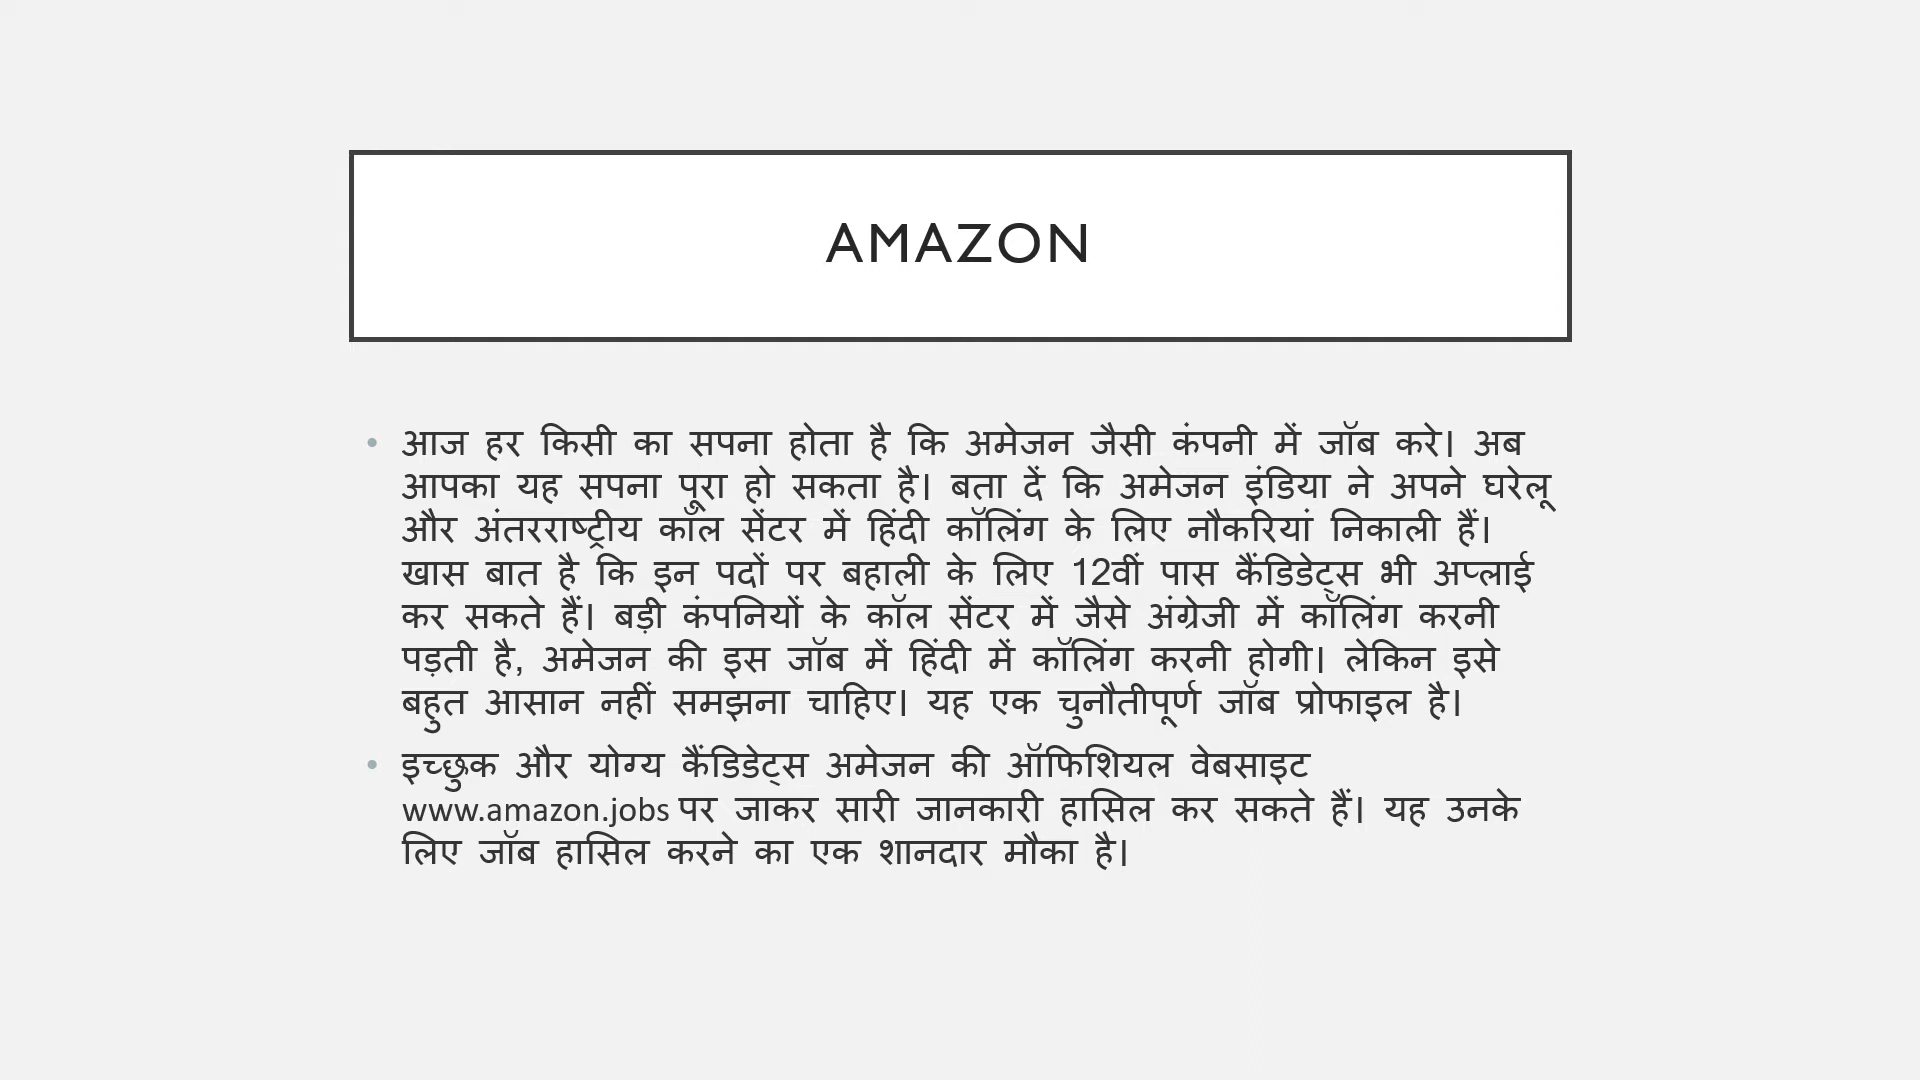 AMAZON
• आज हर किसी का सपना होता है कि अमेजन जैसी कंपनी में जॉब करे। अब
आपका यह सपना पूरा हो सकता है। बता दें कि अमेजन इंडिया ने अपने घरेलू
और अंतरराष्ट्रीय कॉल सेंटर में हिंदी कॉलिंग के लिए नौकरियां निकाली हैं।
खास बात है कि इन पदों पर बहाली के लिए 12वीं पास कैंडिडेट्स भी अप्लाई
कर सकते हैं। बड़ी कंपनियों के कॉल सेंटर में जैसे अंग्रेजी में कॉलिंग करनी
पड़ती है, अमेजन की इस जॉब में हिंदी में कॉलिंग करनी होगी। लेकिन इसे
बहुत आसान नहीं समझना चाहिए। यह एक चुनौतीपूर्ण जॉब प्रोफाइल है।
• इच्छुक और योग्य कैंडिडेट्स अमेजन की ऑफिशियल वेबसाइट
www.amazon.jobs पर जाकर सारी जानकारी हासिल कर सकते हैं। यह उनके
लिए जॉब हासिल करने का एक शानदार मौका है।